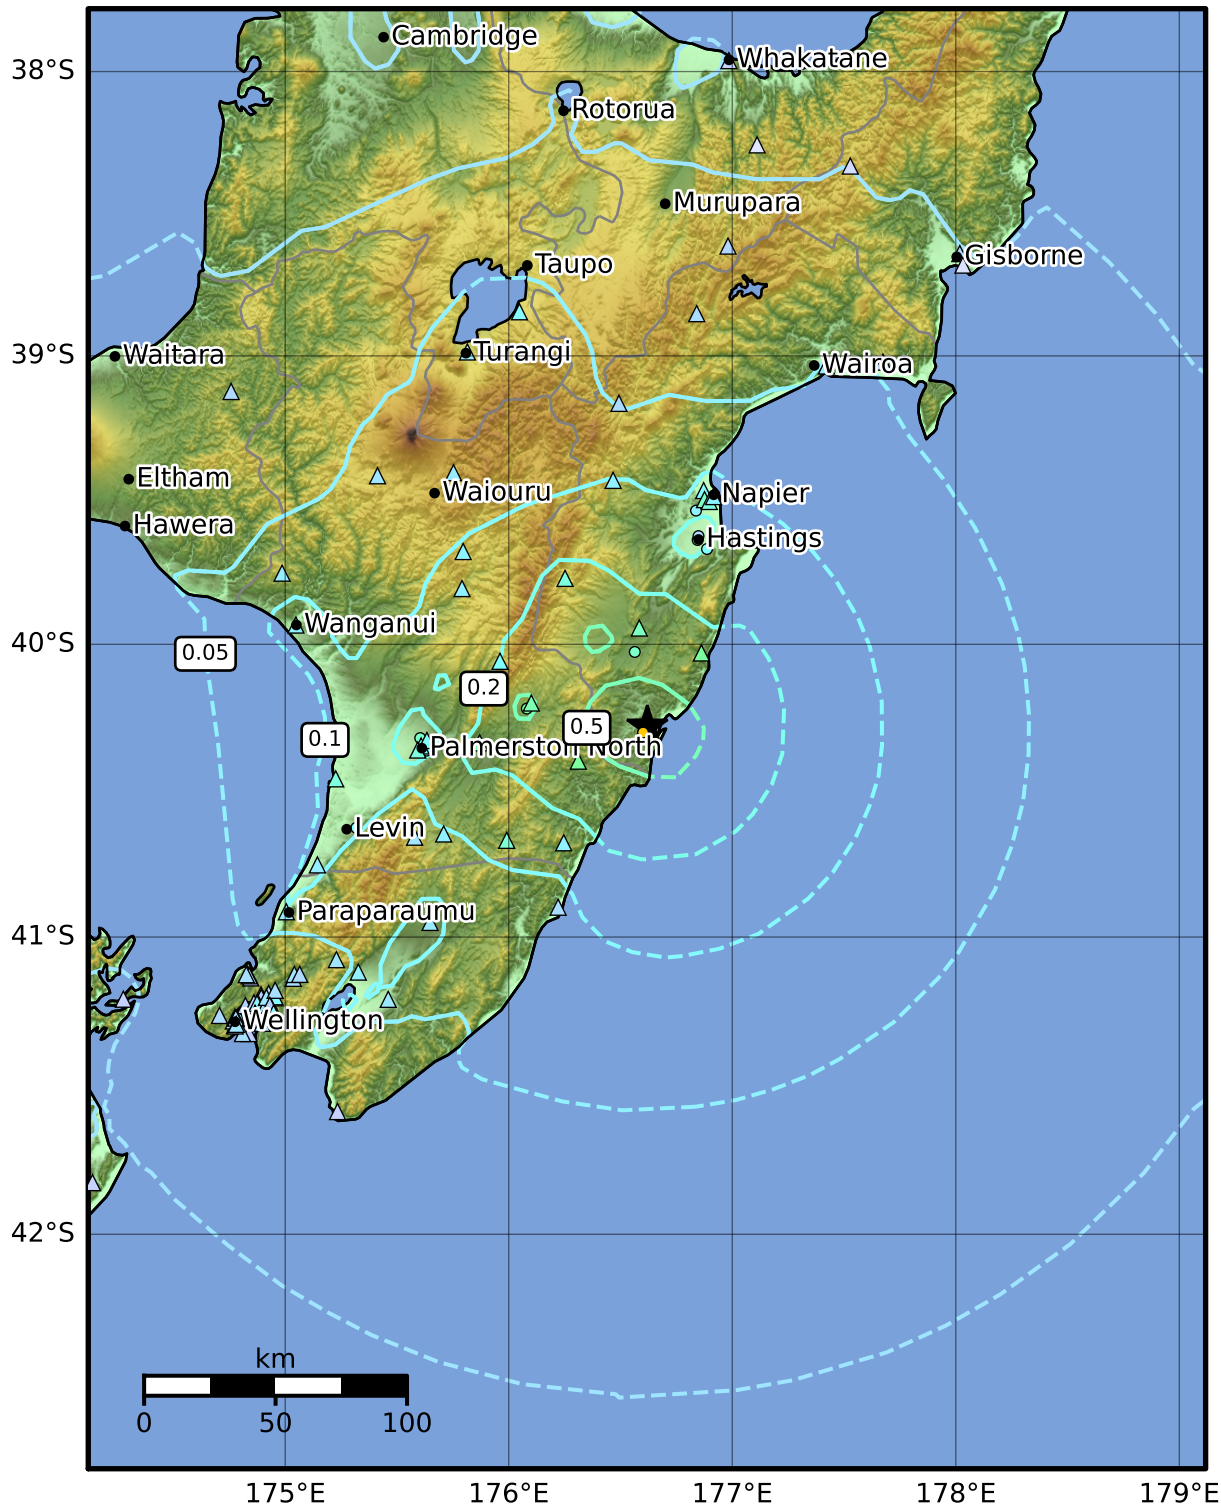 Cambridge
Whakatane
38°S
Rotorua
Murupara
Gisborne
Taupo
Turangi
39°S
Waitara
Wairoa
Eltham
Waiouru
Napier
Hawera
Hastings
Wanganui
40°S
0.05
0.2
0.5
0.1
Palmerston North
Levin
Paraparaumu
41°S
Wellington
42°S
km
0 50 100
175°E 176°E 177°E 178°E 179°E